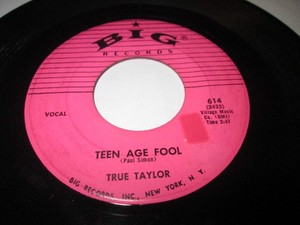 BIG
RECORDS
VOCAL
614
(2425)
Village Music
Co. (BMI)
Time 2:41
TEEN AGE FOOL
(Paul Simon)
TRUE TAYLOR
BIG RECORDS INC., NEW YORK, N. Y.